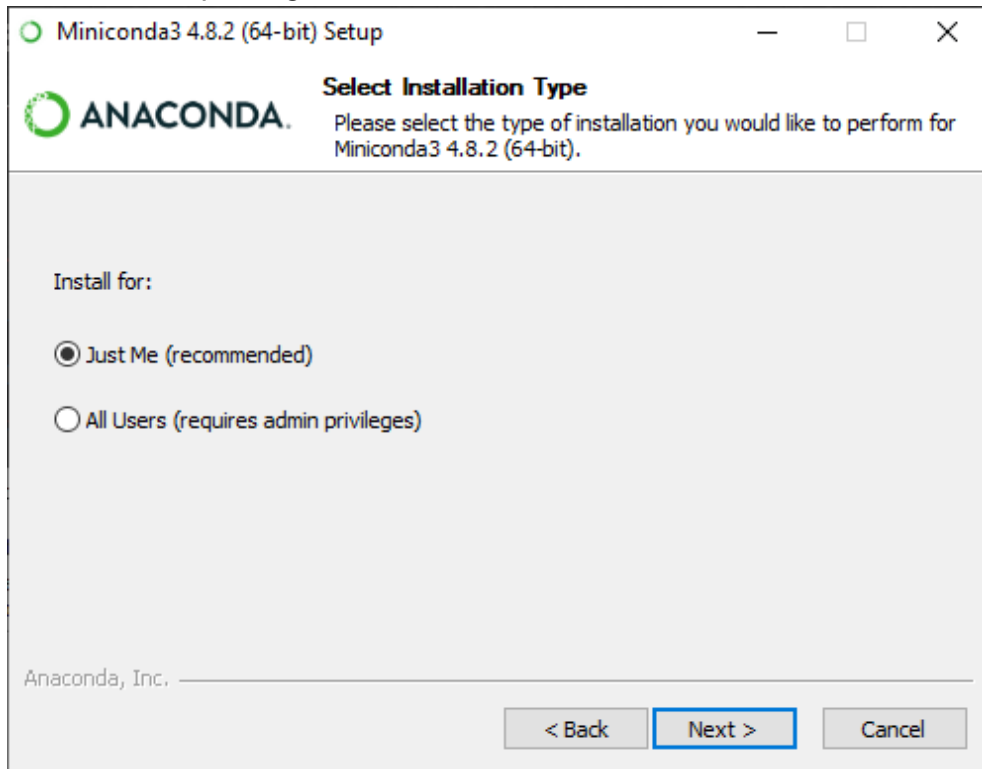 Miniconda3 4.8.2 (64-bit) Setup
ANACONDA.
Select Installation Type
Please select the type of installation you would like to perform for
Miniconda3 4.8.2 (64-bit).
Install for:
Just Me (recommended)
All Users (requires admin privileges)
Anaconda, Inc.
< Back Next > Cancel